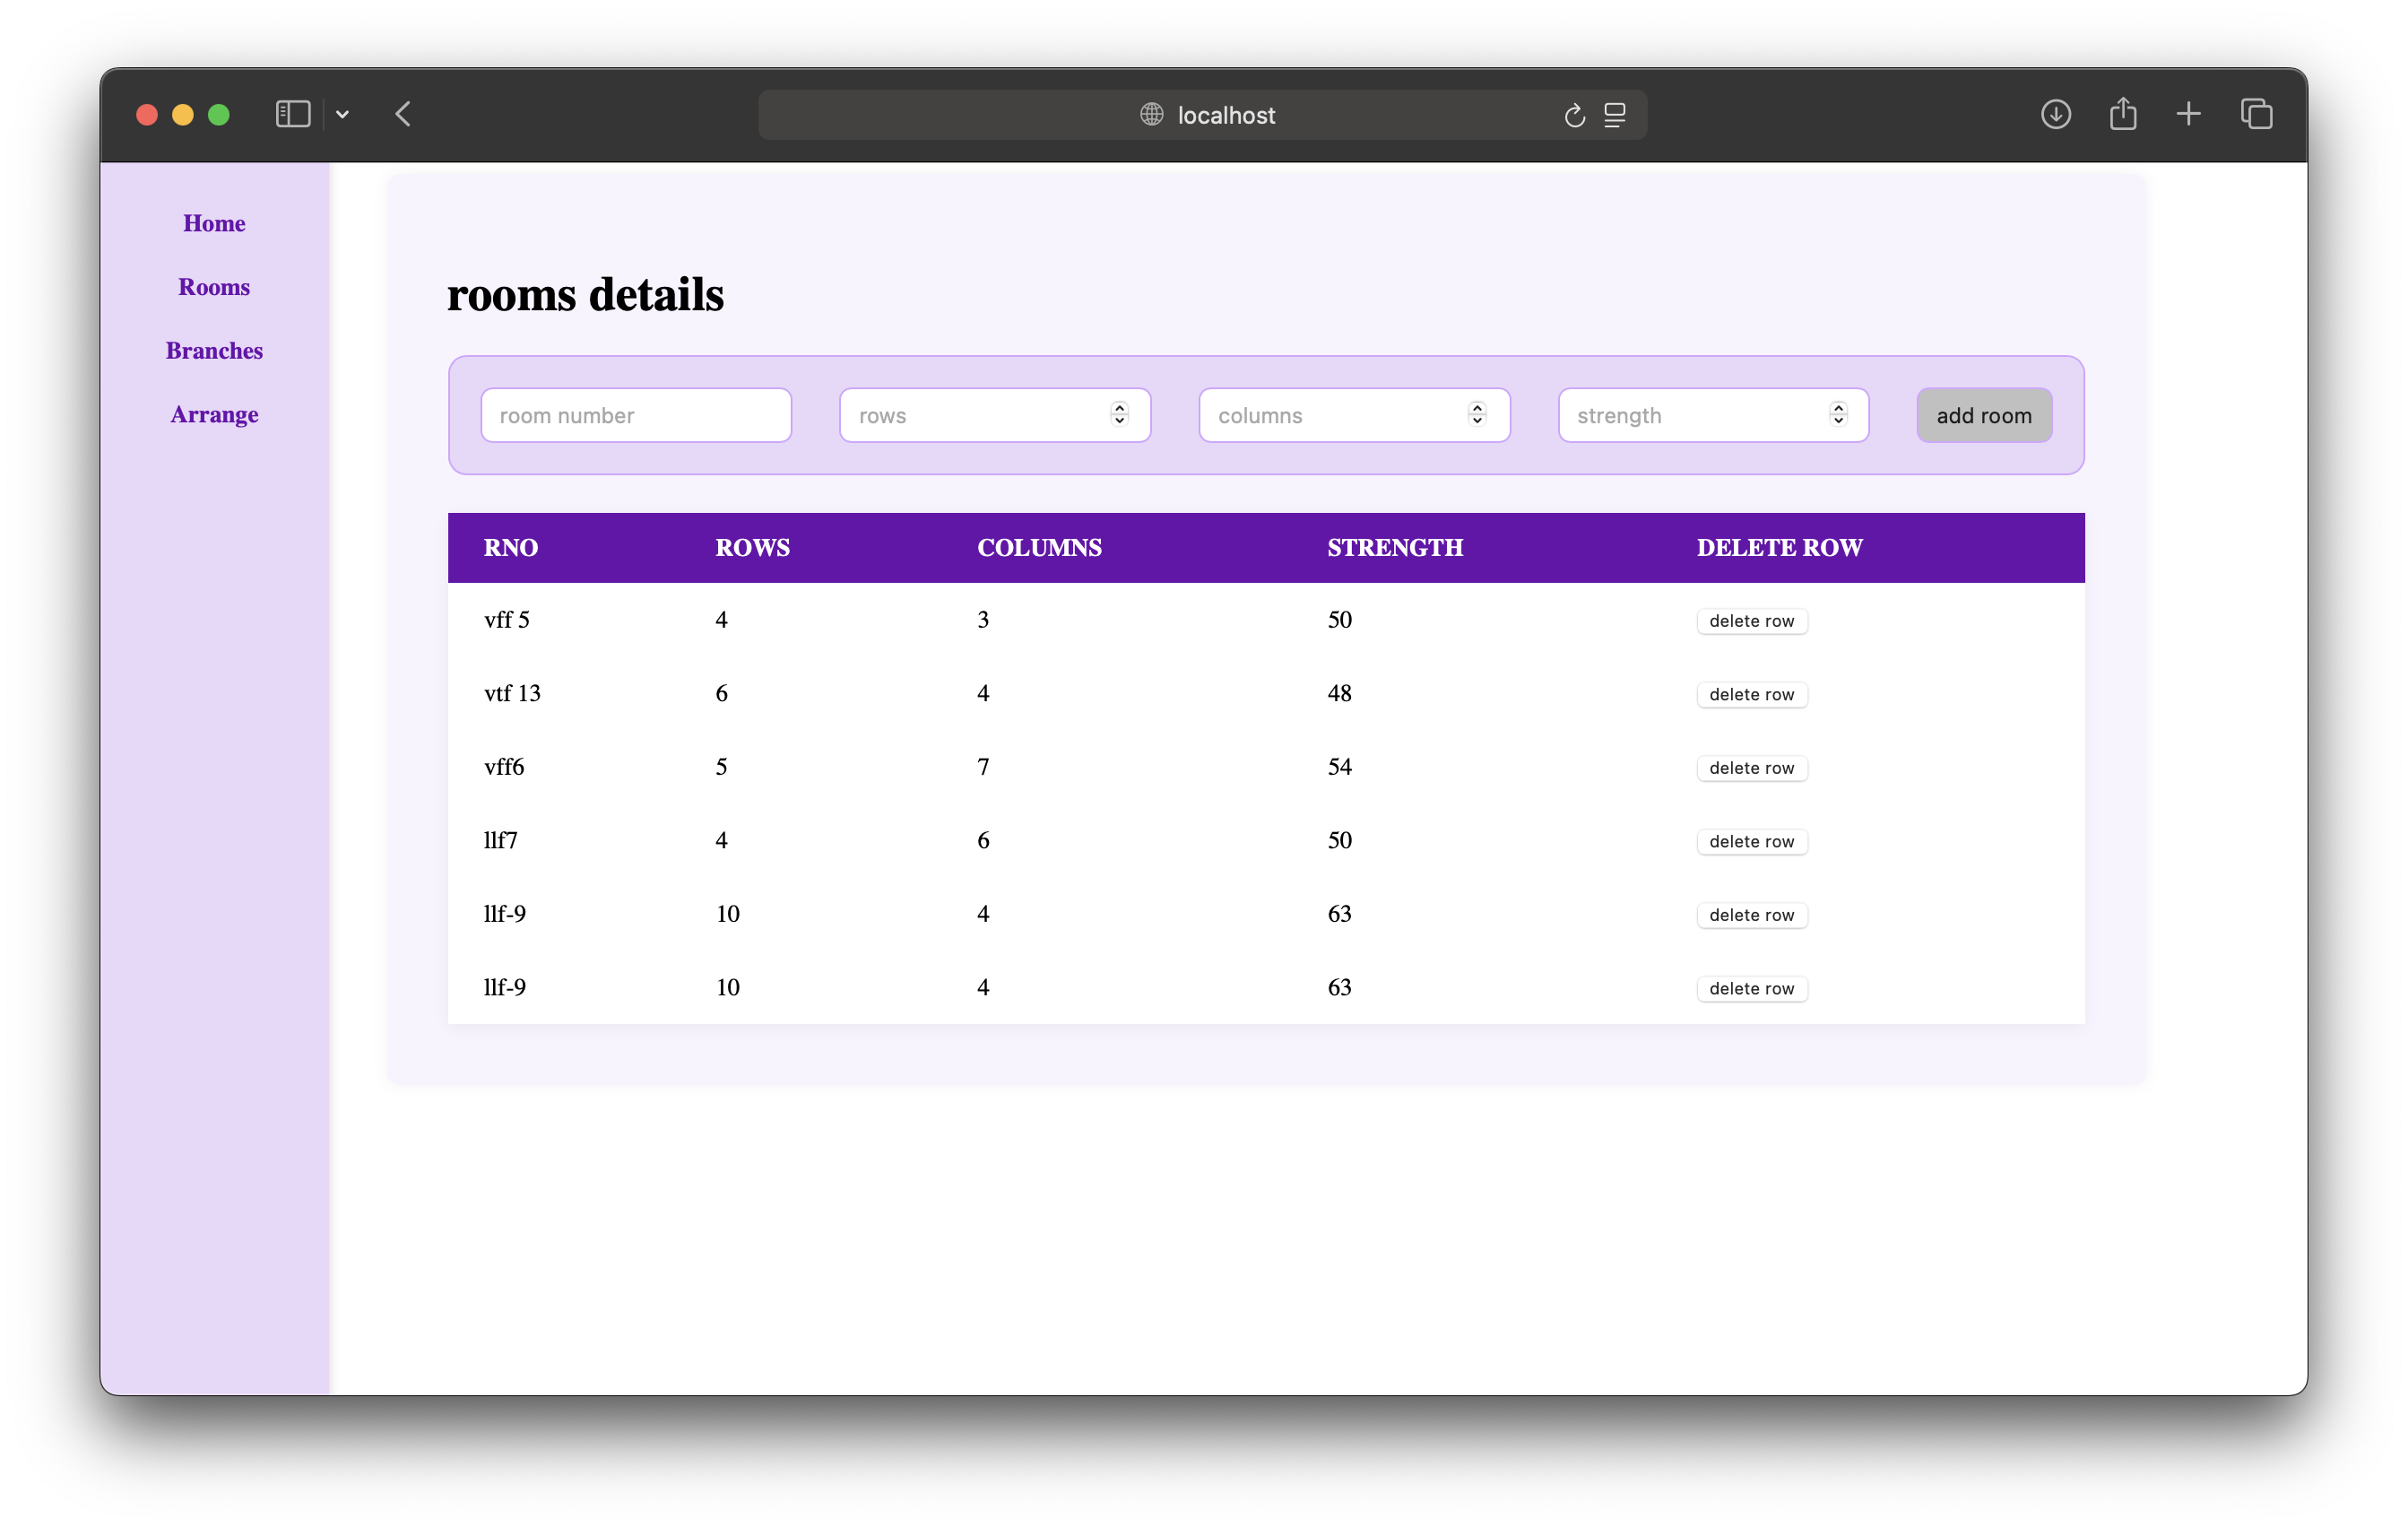 localhost
Home
Rooms
Branches
Arrange
rooms details
room number rows columns strength add room
RNO ROWS COLUMNS STRENGTH DELETE ROW
vff 5 4 3 50 delete row
vtf 13 6 4 48 delete row
vff6 5 7 54 delete row
llf7 4 6 50 delete row
llf-9 10 4 63 delete row
llf-9 10 4 63 delete row